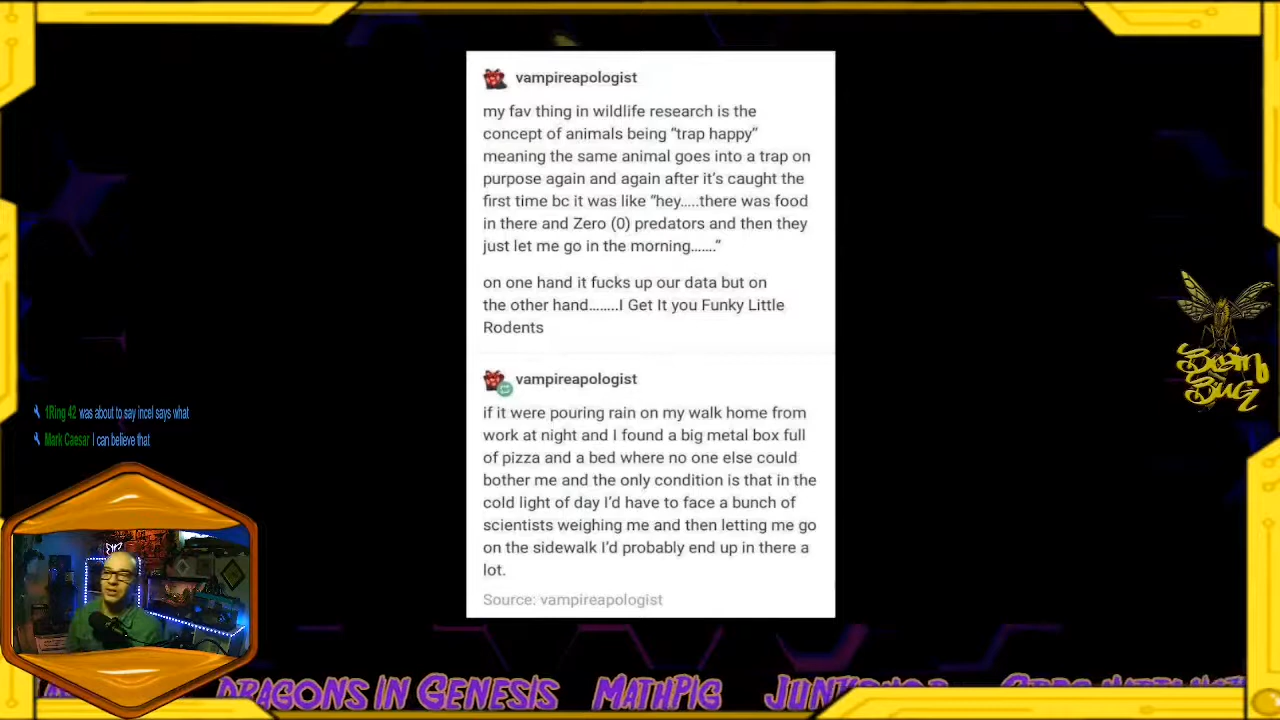 vampireapologist
my fav thing in wildlife research is the
concept of animals being “trap happy”
meaning the same animal goes into a trap on
purpose again and again after it’s caught the
first time bc it was like “hey…..there was food
in there and Zero (0) predators and then they
just let me go in the morning…….”
on one hand it fucks up our data but on
the other hand……..I Get It you Funky Little
Rodents
vampireapologist
if it were pouring rain on my walk home from
work at night and I found a big metal box full
of pizza and a bed where no one else could
bother me and the only condition is that in the
cold light of day I’d have to face a bunch of
scientists weighing me and then letting me go
on the sidewalk I’d probably end up in there a
lot.
Source: vampireapologist
1Ring 42 was about to say incel says what
Mark Caesar I can believe that
Brain
Bugz
Dragons in Genesis MathPig